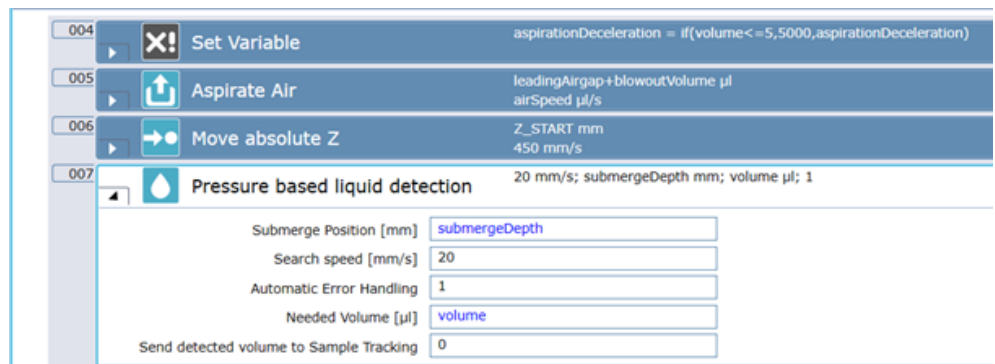 004
Set Variable
aspirationDeceleration = if(volume<=5,5000,aspirationDeceleration)
005
Aspirate Air
leadingAirgap+blowoutVolume µl
airSpeed µl/s
006
Move absolute Z
Z_START mm
450 mm/s
007
Pressure based liquid detection
20 mm/s; submergeDepth mm; volume µl; 1
Submerge Position [mm] submergeDepth
Search speed [mm/s] 20
Automatic Error Handling 1
Needed Volume [µl] volume
Send detected volume to Sample Tracking 0